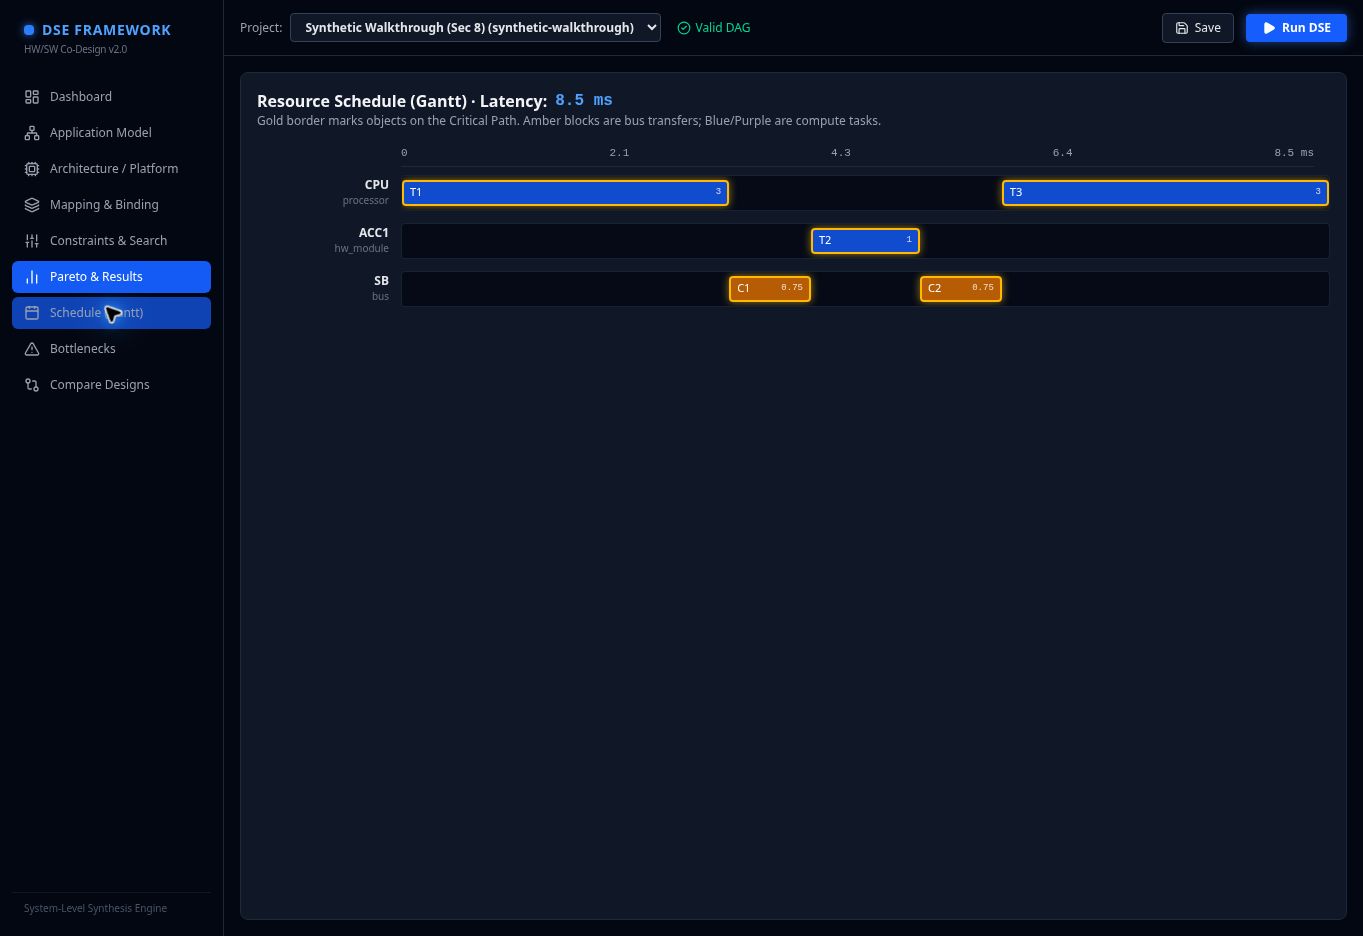 DSE FRAMEWORK
HW/SW Co-Design v2.0
Dashboard
Application Model
Architecture / Platform
Mapping & Binding
Constraints & Search
Pareto & Results
Schedule ntt)
Bottlenecks
Compare Designs
System-Level Synthesis Engine
Project: Synthetic Walkthrough (Sec 8) (synthetic-walkthrough) Valid DAG Save Run DSE
Resource Schedule (Gantt) · Latency: 8.5 ms
Gold border marks objects on the Critical Path. Amber blocks are bus transfers; Blue/Purple are compute tasks.
0 2.1 4.3 6.4 8.5 ms
CPU
processor
T1 3 T3 3
ACC1
hw_module
T2 1
SB
bus
C1 0.75 C2 0.75